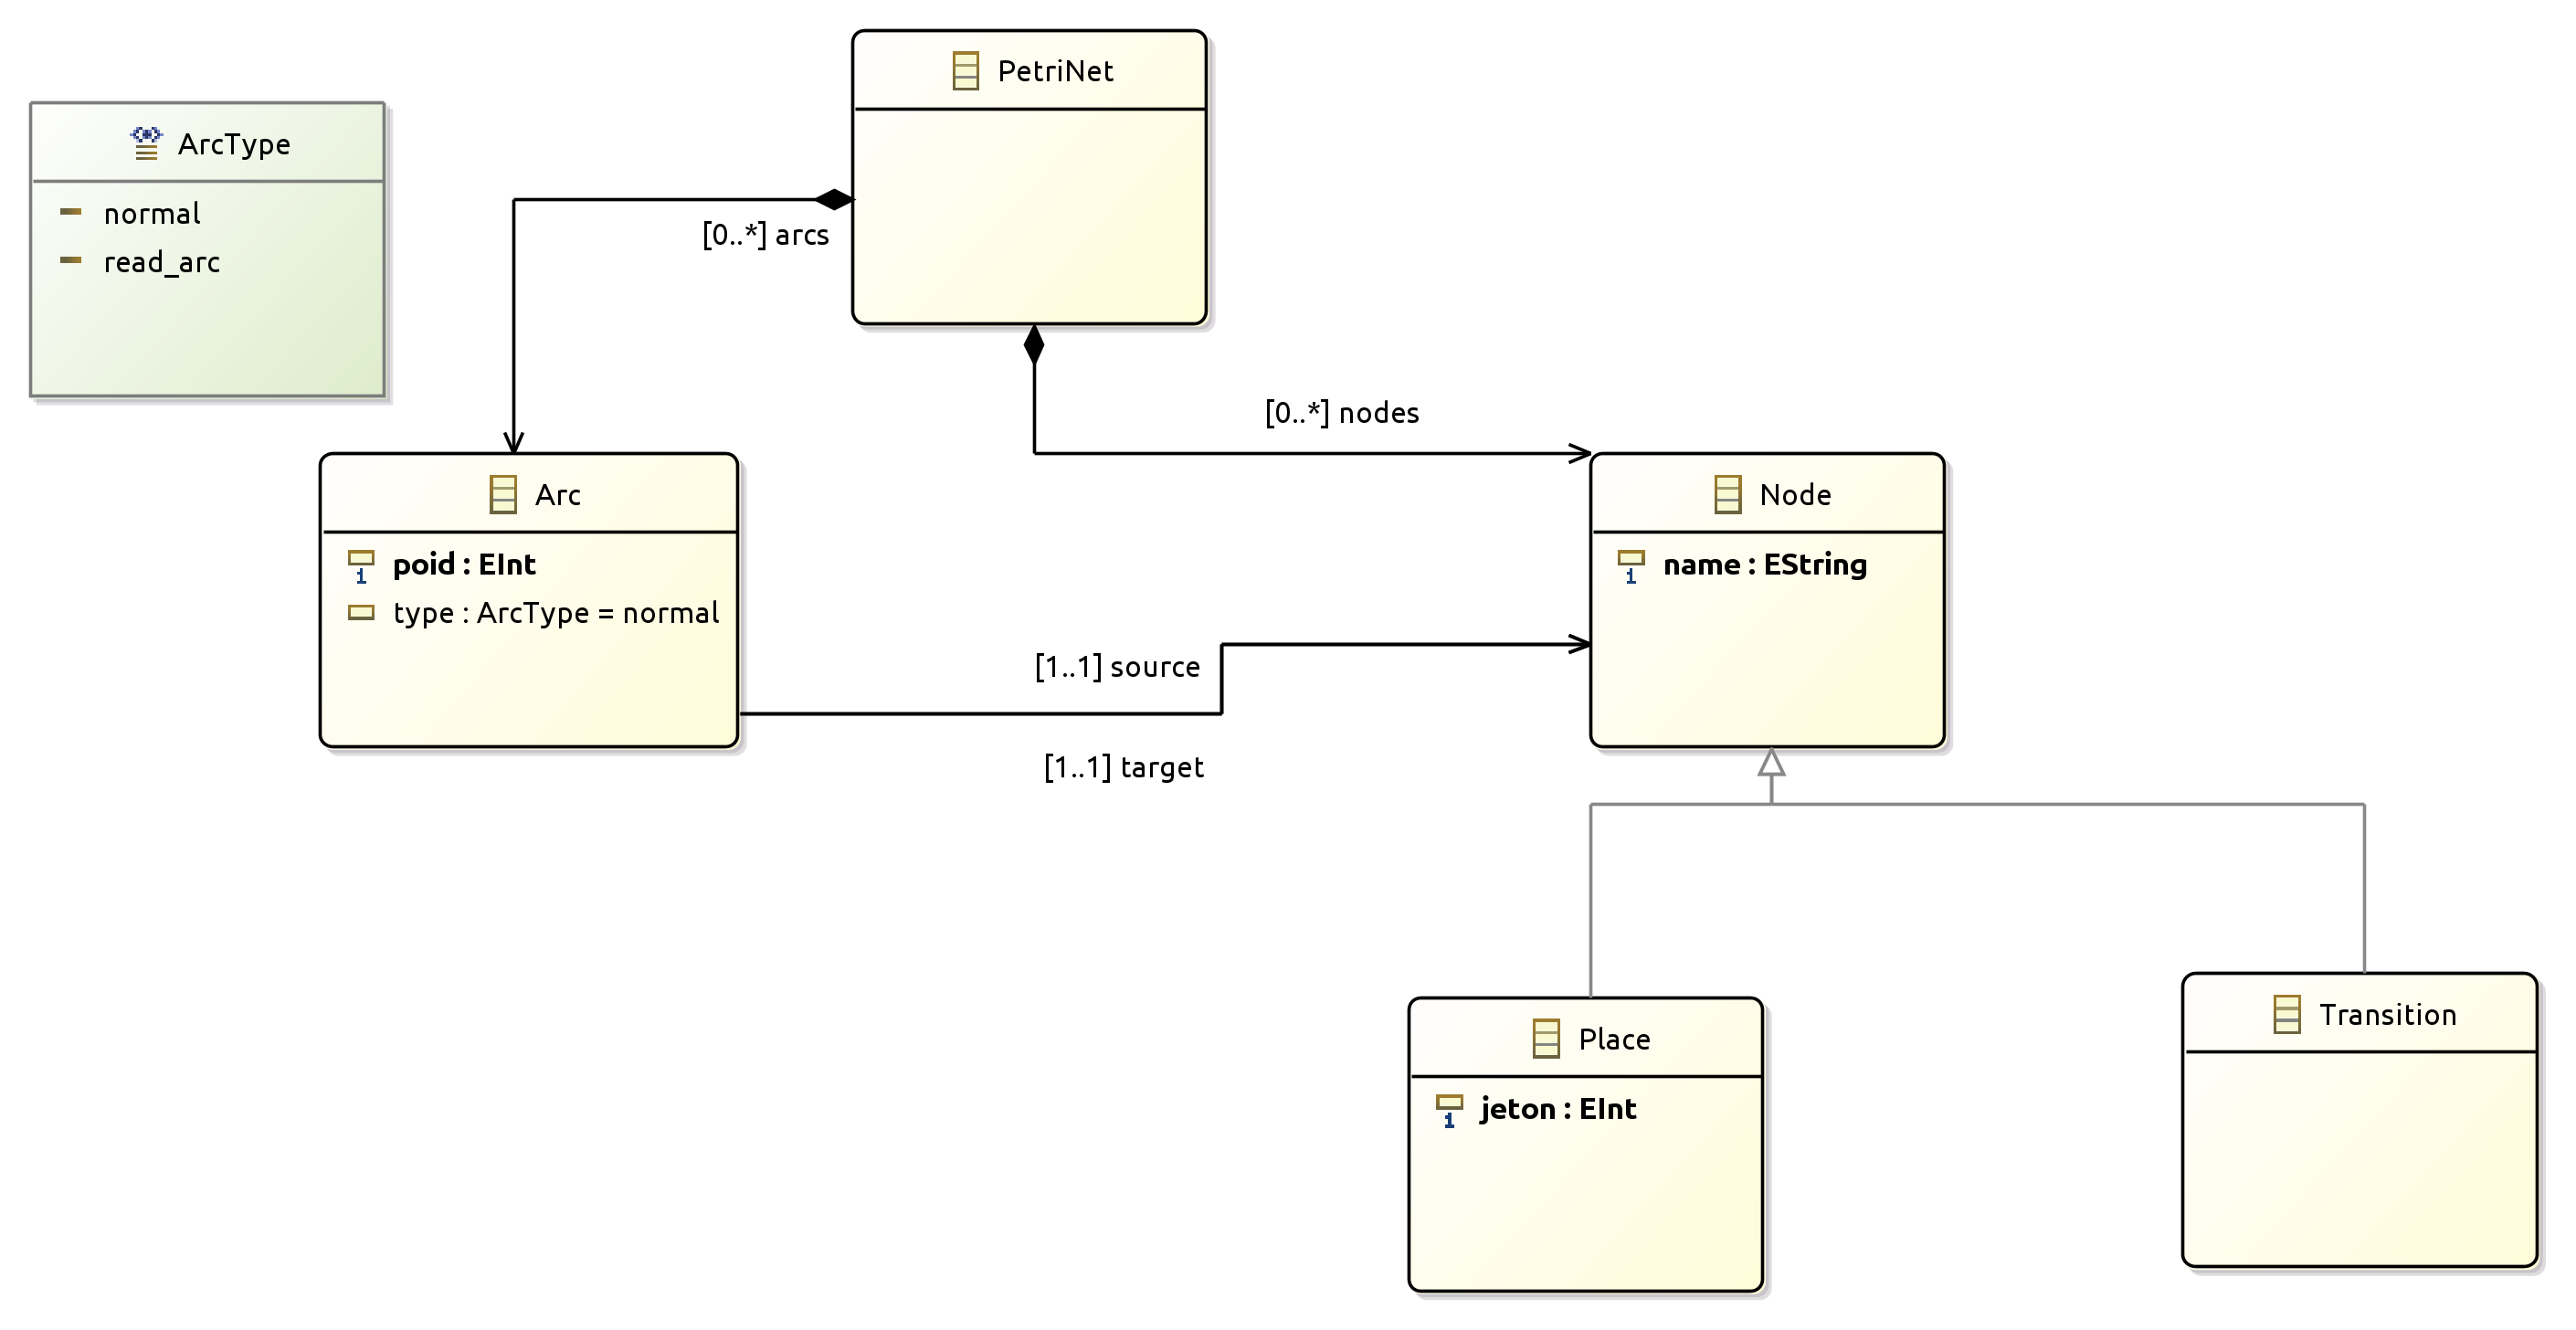 PetriNet
ArcType
normal
read_arc
[0..*] arcs
[0..*] nodes
Arc
poid : EInt
type : ArcType = normal
Node
name : EString
[1..1] source
[1..1] target
Place
jeton : EInt
Transition